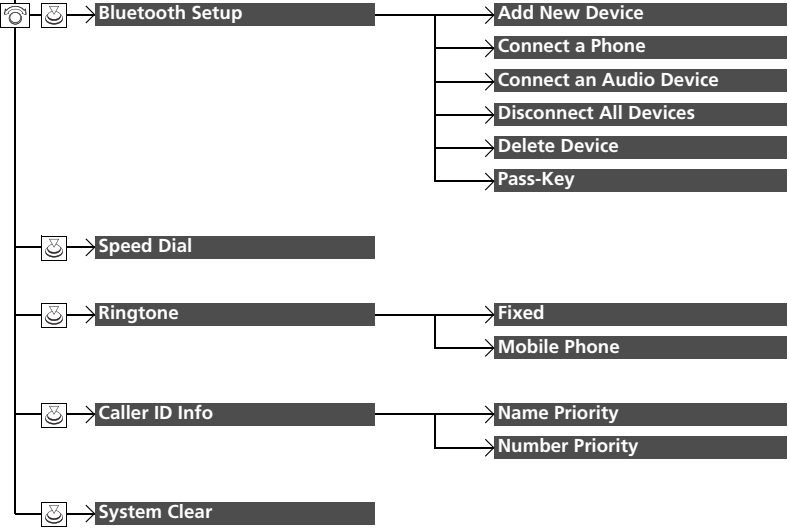 Bluetooth Setup
Add New Device
Connect a Phone
Connect an Audio Device
Disconnect All Devices
Delete Device
Pass-Key
Speed Dial
Ringtone
Fixed
Mobile Phone
Caller ID Info
Name Priority
Number Priority
System Clear